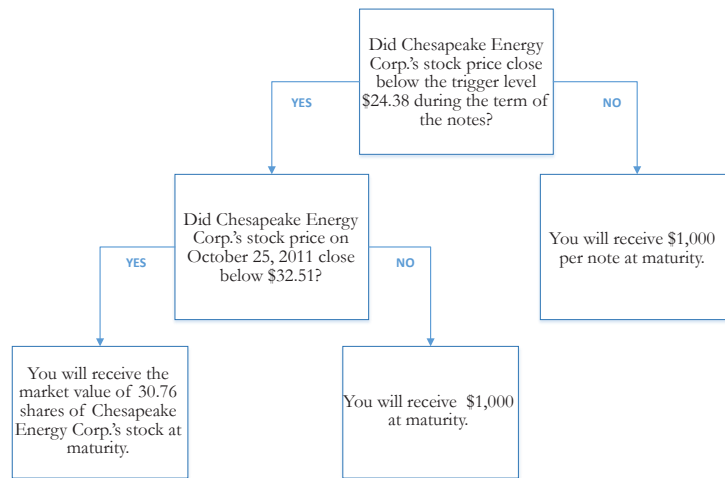 Did Chesapeake Energy
Corp.'s stock price close
below the trigger level
$24.38 during the term of
the notes?
YES
NO
Did Chesapeake Energy
Corp.'s stock price on
October 25, 2011 close
below $32.51?
You will receive $1,000
per note at maturity.
YES
NO
You will receive the
market value of 30.76
shares of Chesapeake
Energy Corp.'s stock at
maturity.
You will receive $1,000
at maturity.